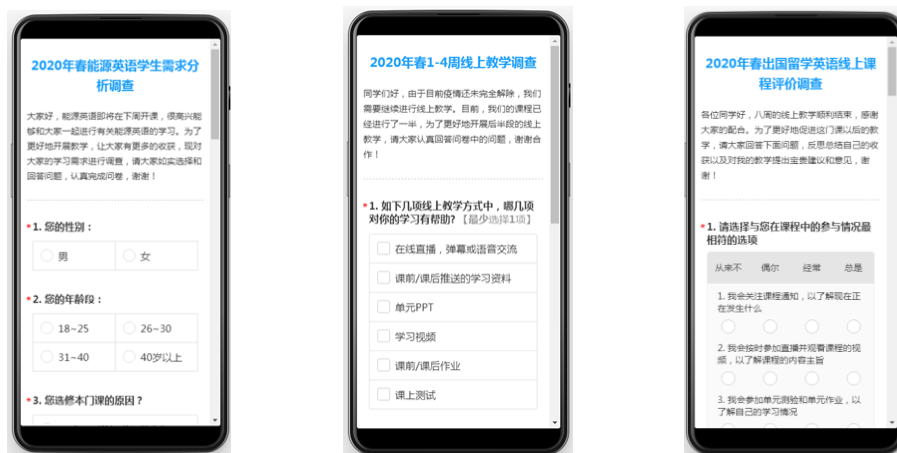 2020年春能源英语学生需求分
析调查
大家好，能源英语即将在下周开课，很高兴能
够和大家一起进行有关能源英语的学习。为了
更好地开展教学，让大家有更多的收获，现对
大家的学习需求进行调查，请大家如实选择和
回答问题，认真完成问卷，谢谢！
*1. 您的性别：
男 女
*2. 您的年龄段：
18~25 26~30
31~40 40岁以上
*3. 您选修本门课的原因？
2020年春1-4周线上教学调查
同学们好，由于目前疫情还未完全解除，我们
需要继续进行线上教学。目前，我们的课程已
经进行了一半，为了更好地开展后半段的线上
教学，请大家认真回答问卷中的问题，谢谢合
作！
*1. 如下几项线上教学方式中，哪几项
对你的学习有帮助?【最少选择1项】
在线直播，弹幕或语音交流
课前/课后推送的学习资料
单元PPT
学习视频
课前/课后作业
课上测试
2020年春出国留学英语线上课
程评价调查
各位同学好，八周的线上教学顺利结束，感谢
大家的配合。为了更好地促进这门课以后的教
学，请大家回答下面问题，反思总结自己的收
获以及对我的教学提出宝贵建议和意见，谢
谢！
*1. 请选择与您在课程中的参与情况最
相符的选项
从来不 偶尔 经常 总是
1. 我会关注课程通知，以了解现在正
在发生什么
2. 我会按时参加直播并观看课程的视
频，以了解课程的内容主旨
3. 我会参加单元测验和单元作业，以
了解自己的学习情况